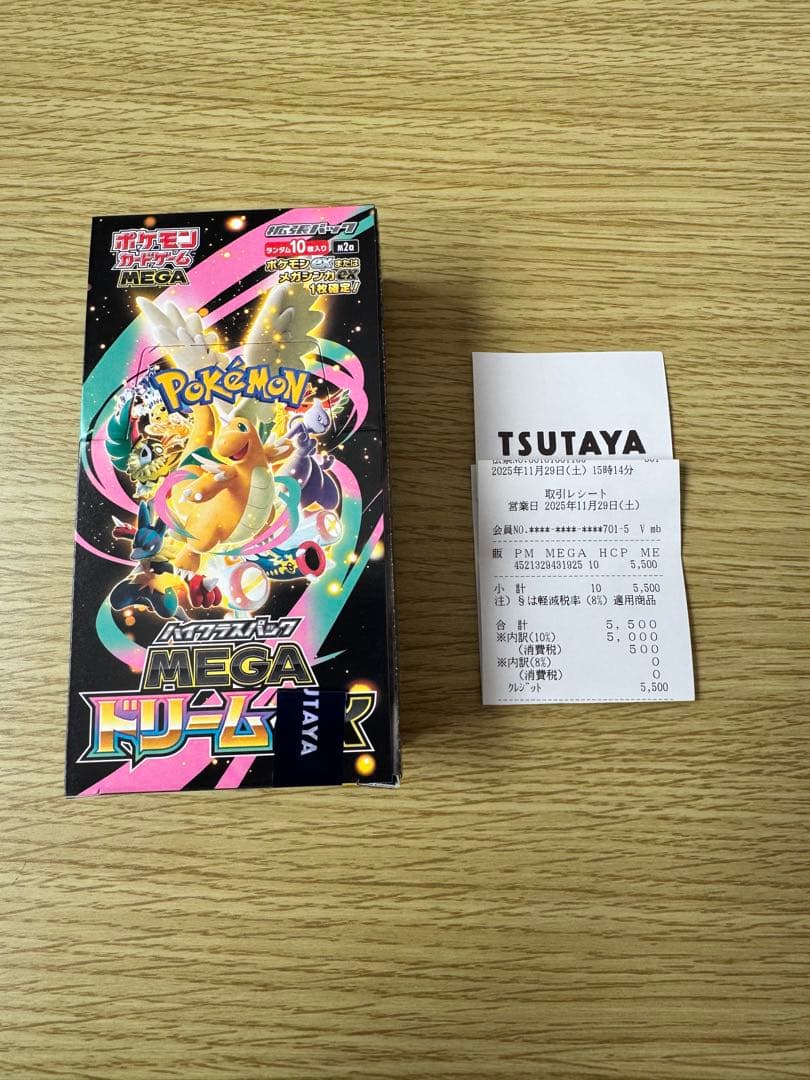 ポケモン
カードゲーム
MEGA
拡張パック
ランダム10枚入り
m2a
ポケモンexまたは
メガシンカex
1枚確定!
POKÉMON
ハイクラスパック
MEGA
ドリーム
UTAYA
TSUTAYA
2025年11月29日(土) 15時14分
取引レシート
営業日 2025年11月29日(土)
会員NO.**** **** ****701-5 V mb
販 PM MEGA HCP ME
4521329431925 10 5,500
小 計 10 5,500
注) §は軽減税率(8%)適用商品
合 計 5,500
※内訳(10%) 5,000
(消費税) 500
※内訳(8%) 0
(消費税) 0
クレジット 5,500